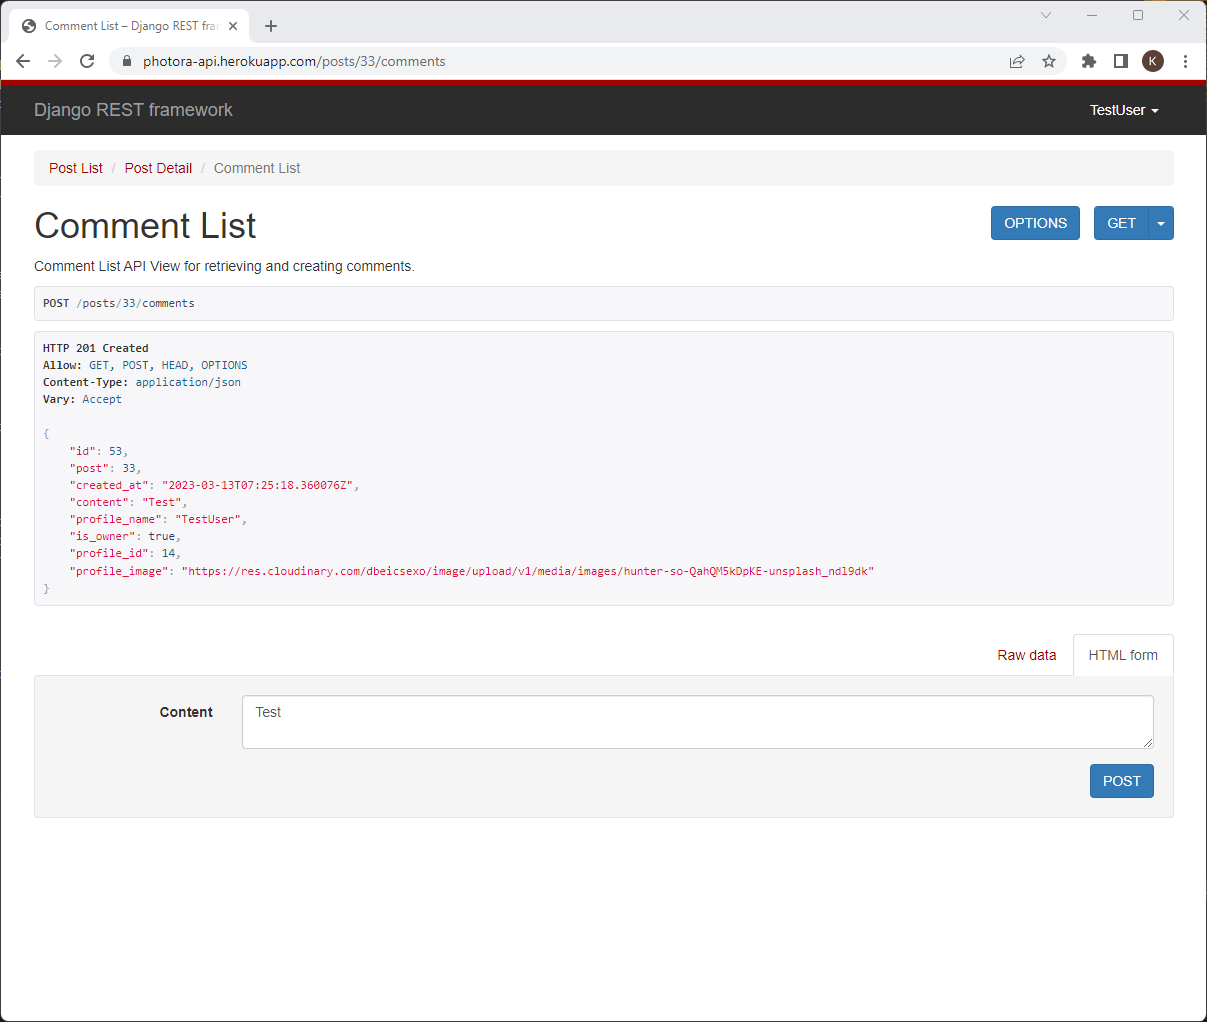 Comment List – Django REST fra
photora-api.herokuapp.com/posts/33/comments
K
Django REST framework
TestUser
Post List / Post Detail / Comment List
Comment List
OPTIONS
GET
Comment List API View for retrieving and creating comments.
POST /posts/33/comments
HTTP 201 Created
Allow: GET, POST, HEAD, OPTIONS
Content-Type: application/json
Vary: Accept
{
"id": 53,
"post": 33,
"created_at": "2023-03-13T07:25:18.360076Z",
"content": "Test",
"profile_name": "TestUser",
"is_owner": true,
"profile_id": 14,
"profile_image": "https://res.cloudinary.com/dbeicsexo/image/upload/v1/media/images/hunter-so-QahQM5kDpKE-unsplash_ndl9dk"
}
Raw data
HTML form
Content
Test
POST